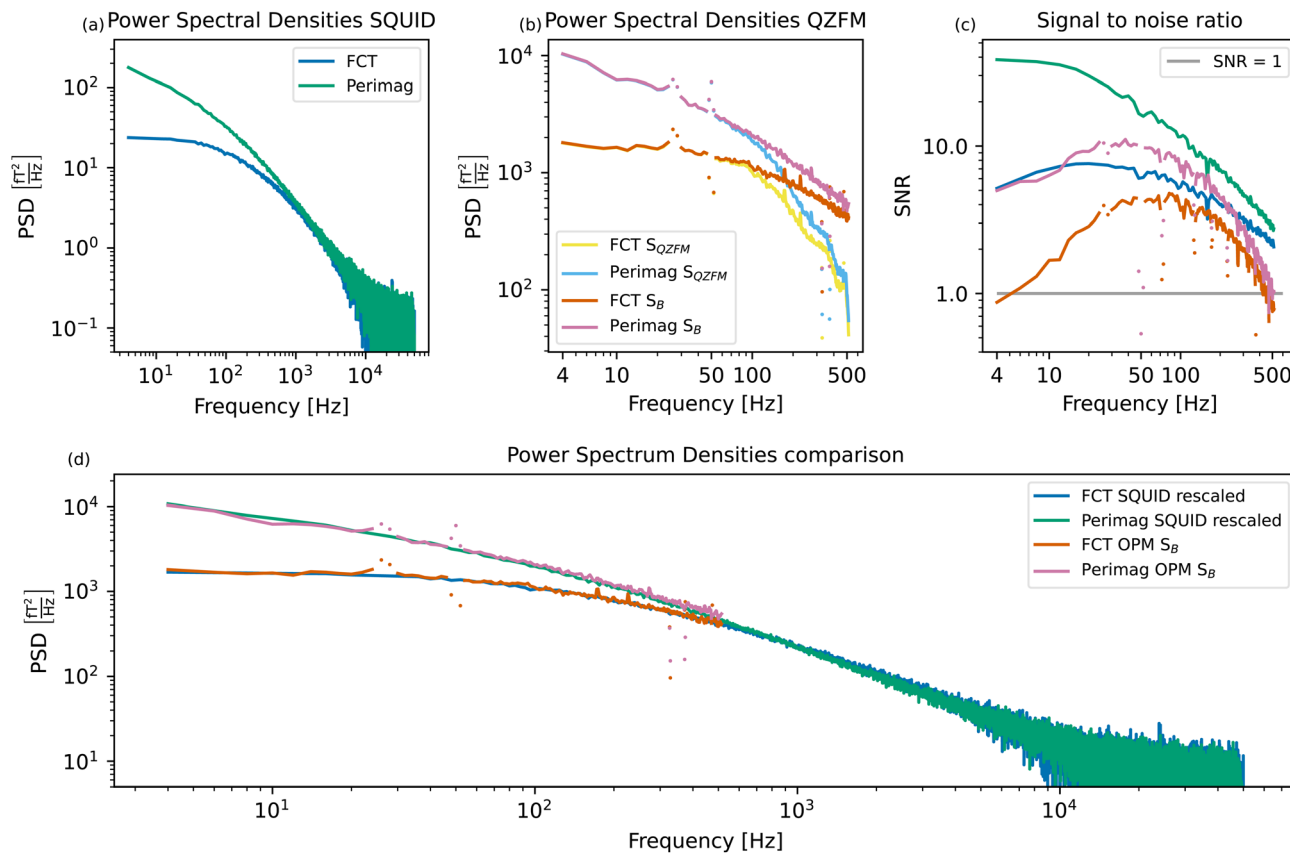 (a) Power Spectral Densities SQUID
FCT
Perimag
10² 
10¹
10⁰
10⁻¹
PSD [fT²/Hz]
10¹ 10² 10³ 10⁴
Frequency [Hz]
(b) Power Spectral Densities QZFM
10⁴
10³
10²
PSD [fT²/Hz]
FCT S_QZFM
Perimag S_QZFM
FCT S_B
Perimag S_B
4 10 50 100 500
Frequency [Hz]
(c) Signal to noise ratio
SNR = 1
10.0
1.0
SNR
4 10 50 100 500
Frequency [Hz]
(d) Power Spectrum Densities comparison
FCT SQUID rescaled
Perimag SQUID rescaled
FCT OPM S_B
Perimag OPM S_B
10⁴
10³
10²
10¹
PSD [fT²/Hz]
10¹ 10² 10³ 10⁴
Frequency [Hz]